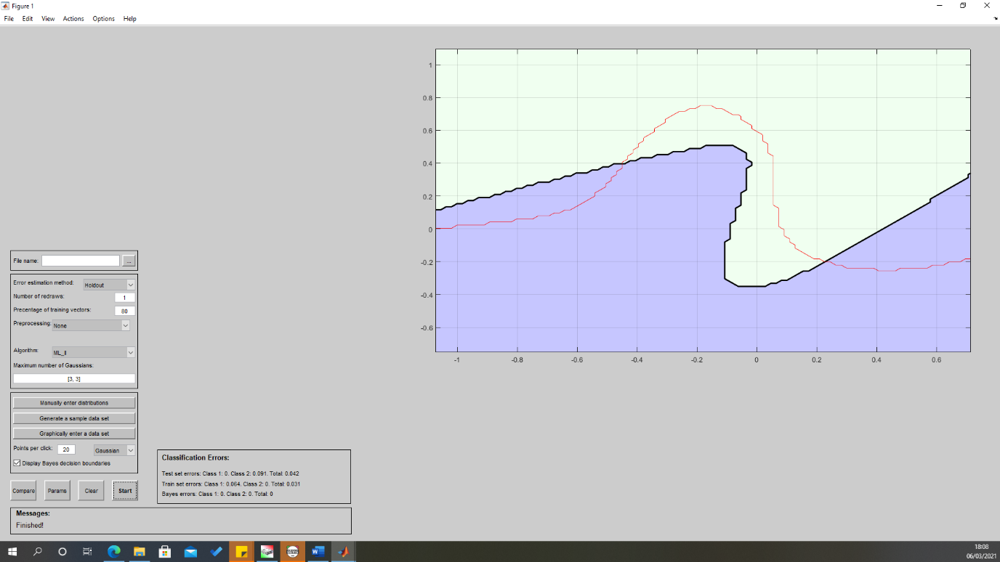 Figure 1
File Edit View Actions Options Help
1
0.8
0.6
0.4
0.2
0
-0.2
-0.4
-0.6
-1 -0.8 -0.6 -0.4 -0.2 0 0.2 0.4 0.6
File name: ...
Error estimation method: Holdout
Number of redraws: 1
Precentage of training vectors: 80
Preprocessing: None
Algorithm: ML_II
Maximum number of Gaussians:
[3, 3]
Manually enter distributions
Generate a sample data set
Graphically enter a data set
Points per click: 20 Gaussian
Display Bayes decision boundaries
Compare Params Clear Start
Classification Errors:
Test set errors: Class 1: 0. Class 2: 0.091. Total: 0.042
Train set errors: Class 1: 0.064. Class 2: 0. Total: 0.031
Bayes errors: Class 1: 0. Class 2: 0. Total: 0
Messages:
Finished!
18:08
06/03/2021